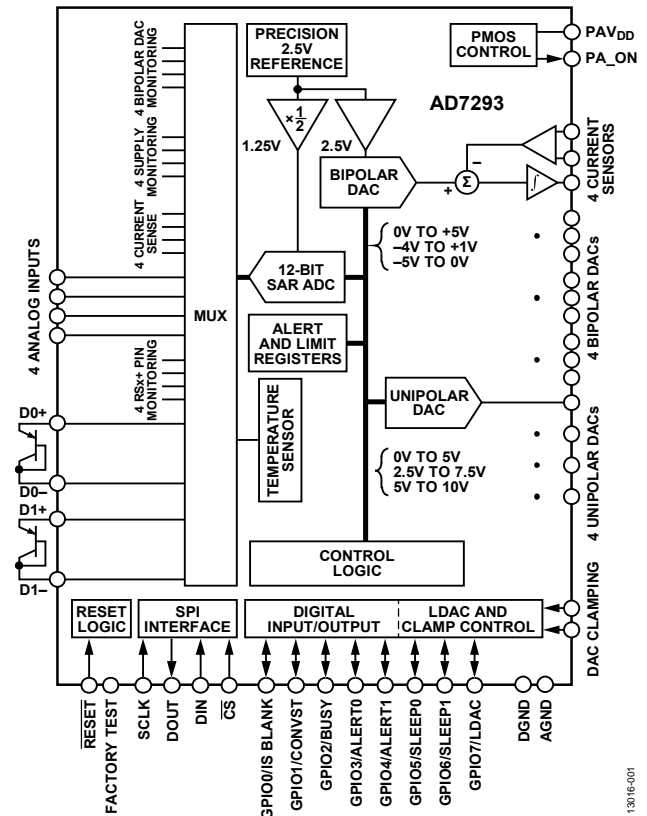 PRECISION
2.5V
REFERENCE
PMOS
CONTROL
PAVDD
PA_ON
AD7293
×1/2
1.25V
2.5V
BIPOLAR
DAC
+
−
Σ
∫
4 CURRENT
SENSORS
4 BIPOLAR DAC
MONITORING
4 SUPPLY
MONITORING
4 CURRENT
SENSE
4 ANALOG INPUTS
4 RSx+ PIN
MONITORING
MUX
12-BIT
SAR ADC
0V TO +5V
–4V TO +1V
–5V TO 0V
4 BIPOLAR DACs
ALERT
AND LIMIT
REGISTERS
TEMPERATURE
SENSOR
UNIPOLAR
DAC
0V TO 5V
2.5V TO 7.5V
5V TO 10V
4 UNIPOLAR DACs
D0+
D0–
D1+
D1–
CONTROL
LOGIC
RESET
LOGIC
SPI
INTERFACE
DIGITAL
INPUT/OUTPUT
LDAC AND
CLAMP CONTROL
DAC CLAMPING
RESET
FACTORY TEST
SCLK
DOUT
DIN
CS
GPIO0/IS BLANK
GPIO1/CONVST
GPIO2/BUSY
GPIO3/ALERT0
GPIO4/ALERT1
GPIO5/SLEEP0
GPIO6/SLEEP1
GPIO7/LDAC
DGND
AGND
13016-001